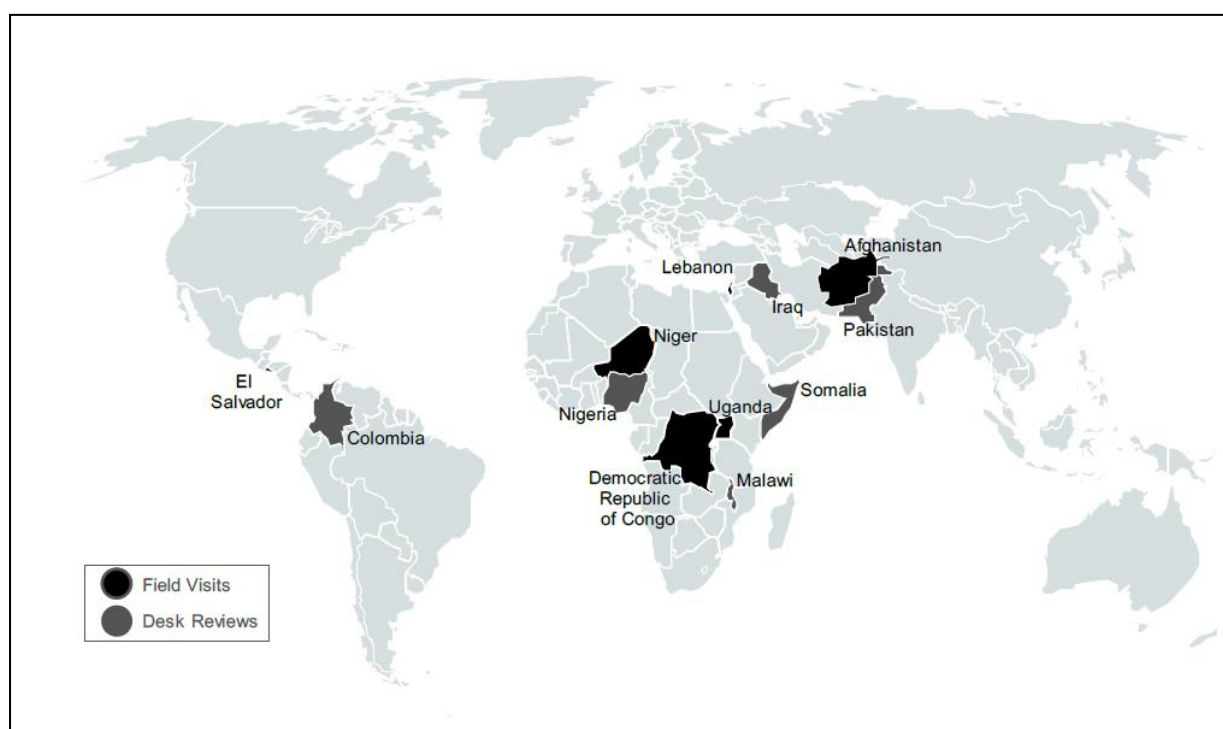 Afghanistan
Lebanon
Iraq
Pakistan
Niger
El
Salvador
Somalia
Nigeria
Uganda
Colombia
Democratic
Republic
of Congo
Malawi
Field Visits
Desk Reviews